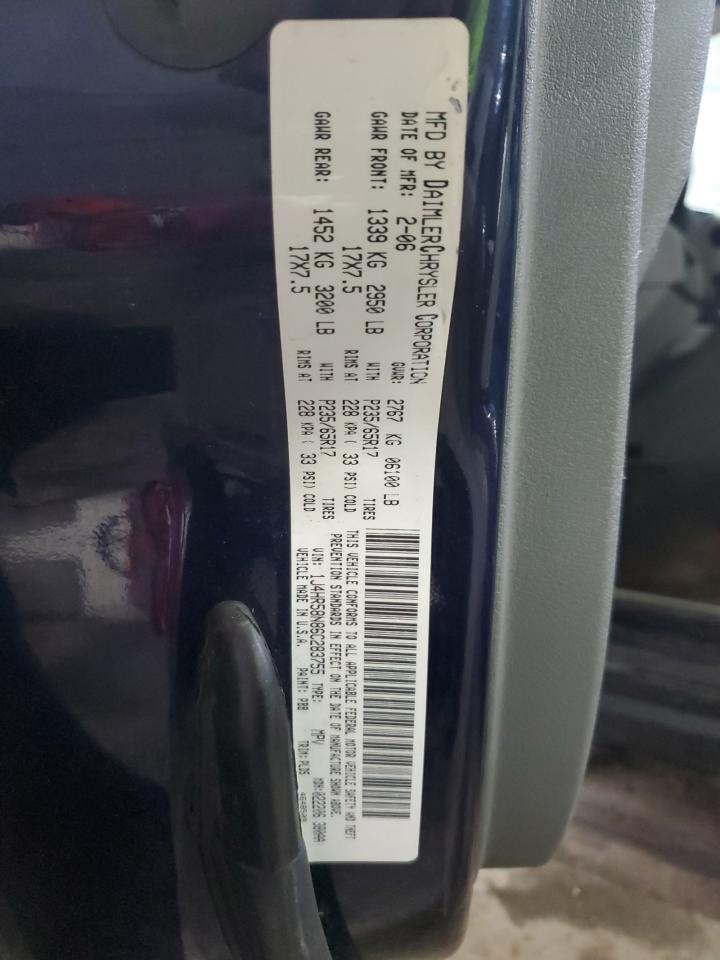 MFD BY DAIMLERCHRYSLER CORPORATION
DATE OF MFR: 2-06 GVWR: 2767 KG 06100 LB
GAWR FRONT: 1339 KG 2950 LB WITH P235/65R17 TIRES
17X7.5 RIMS AT 228 KPA ( 33 PSI) COLD
GAWR REAR: 1452 KG 3200 LB WITH P235/65R17 TIRES
17X7.5 RIMS AT 228 KPA ( 33 PSI) COLD
THIS VEHICLE CONFORMS TO ALL APPLICABLE FEDERAL MOTOR VEHICLE SAFETY AND THEFT
PREVENTION STANDARDS IN EFFECT ON THE DATE OF MANUFACTURE SHOWN ABOVE.
VIN: 1J4HR58N86C283755 TYPE: MPV MDH:022206 380AA
VEHICLE MADE IN U.S.A. PAINT: PBB TRIM: